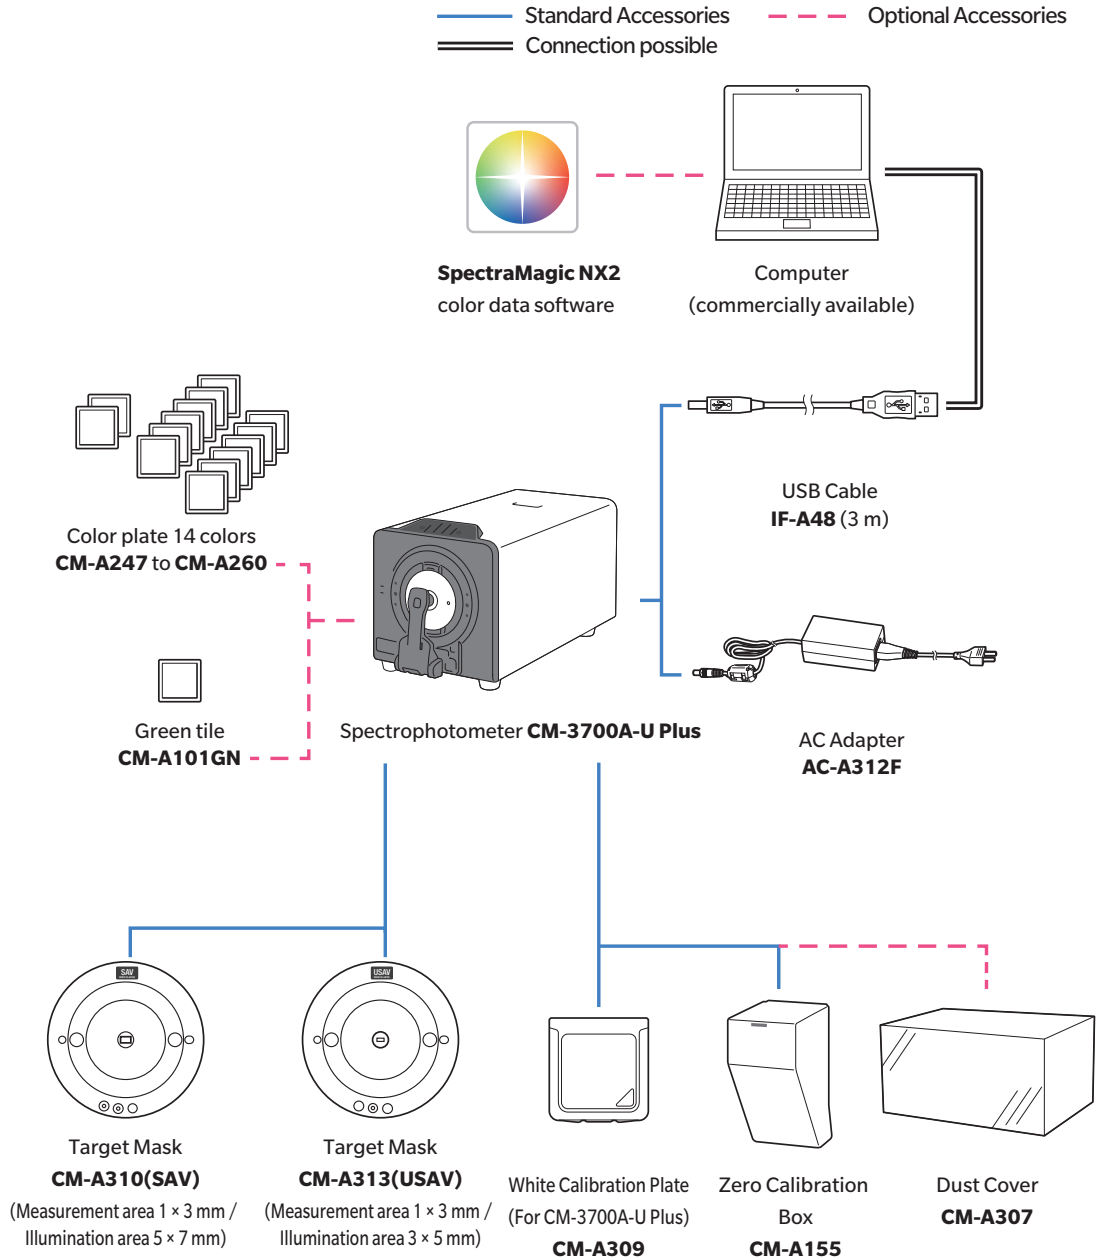 Standard Accessories
Optional Accessories
Connection possible
SpectraMagic NX2
color data software
Computer
(commercially available)
USB Cable
IF-A48 (3 m)
Color plate 14 colors
CM-A247 to CM-A260
Green tile
CM-A101GN
Spectrophotometer CM-3700A-U Plus
AC Adapter
AC-A312F
SAV
USAV
Target Mask
CM-A310(SAV)
(Measurement area 1 × 3 mm /
Illumination area 5 × 7 mm)
Target Mask
CM-A313(USAV)
(Measurement area 1 × 3 mm /
Illumination area 3 × 5 mm)
White Calibration Plate
(For CM-3700A-U Plus)
CM-A309
Zero Calibration
Box
CM-A155
Dust Cover
CM-A307